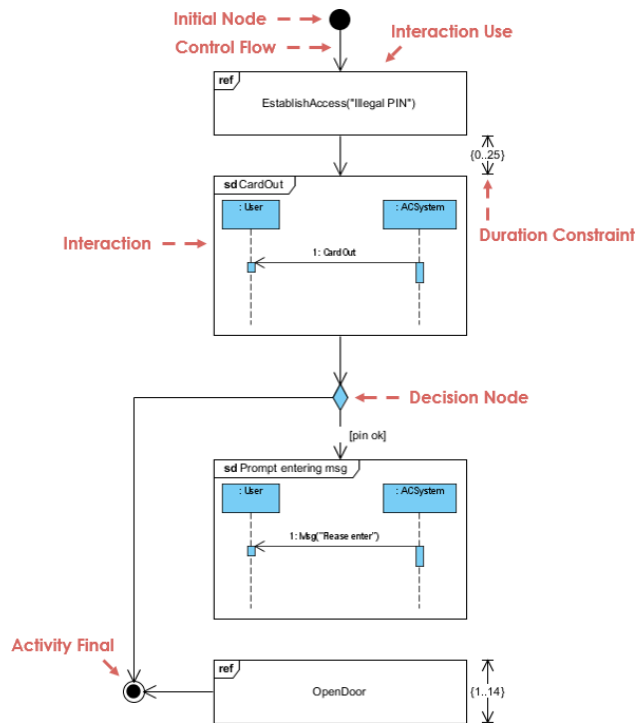 Initial Node
Control Flow
Interaction Use
ref
EstablishAccess("Illegal PIN")
{0..25}
sd CardOut
: User
: ACSystem
Interaction
Duration Constraint
1: CardOut
Decision Node
[pin ok]
sd Prompt entering msg
: User
: ACSystem
1: Msg("Please enter")
Activity Final
ref
OpenDoor
{1..14}